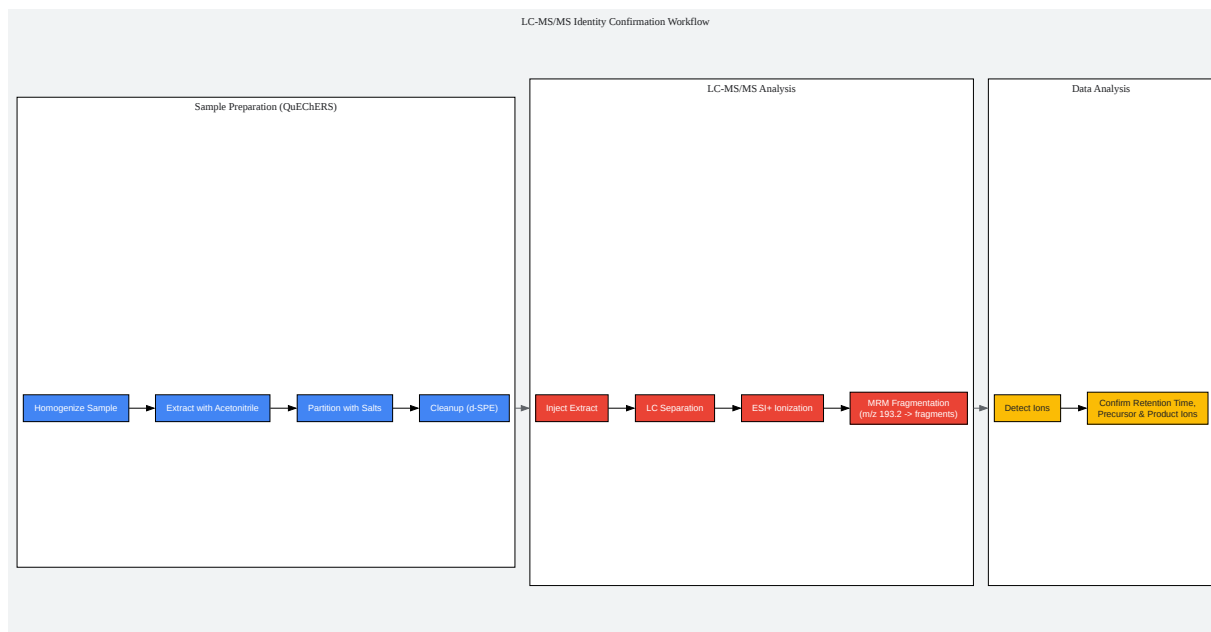 LC-MS/MS Identity Confirmation Workflow
Sample Preparation (QuEChERS)
Homogenize Sample
Extract with Acetonitrile
Partition with Salts
Cleanup (d-SPE)
LC-MS/MS Analysis
Inject Extract
LC Separation
ESI+ Ionization
MRM Fragmentation
(m/z 193.2 -> fragments)
Data Analysis
Detect Ions
Confirm Retention Time,
Precursor & Product Ions